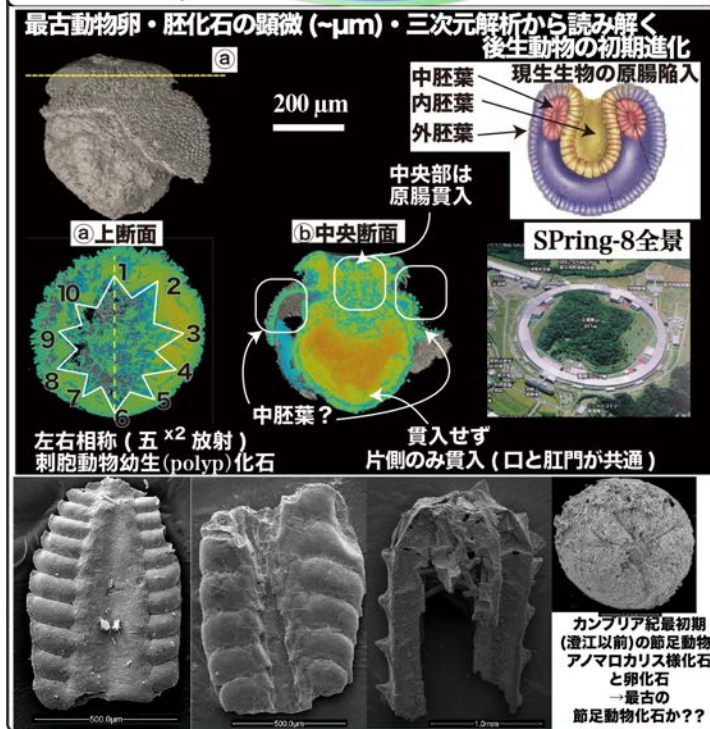 最古動物卵・胚化石の顕微(~μm)・三次元解析から読み解く
後生動物の初期進化
ⓐ
200 μm
現生生物の原腸陥入
中胚葉
内胚葉
外胚葉
中央部は
原腸貫入
ⓐ上断面
ⓑ中央断面
SPring-8全景
1
2
3
4
5
6
7
8
9
10
中胚葉？
左右相称(五 x2 放射)
刺胞動物幼生(polyp)化石
貫入せず
片側のみ貫入(口と肛門が共通)
500.0μm
500.0μm
1.0mm
カンブリア紀最初期
(澄江以前)の節足動物
アノマロカリス様化石
と卵化石
→最古の
節足動物化石か??